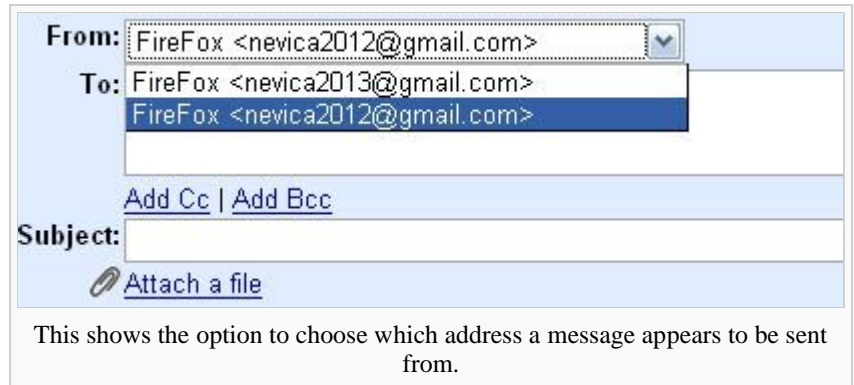 From: FireFox <nevica2012@gmail.com>
To: FireFox <nevica2013@gmail.com>
FireFox <nevica2012@gmail.com>
Add Cc | Add Bcc
Subject:
Attach a file
This shows the option to choose which address a message appears to be sent
from.